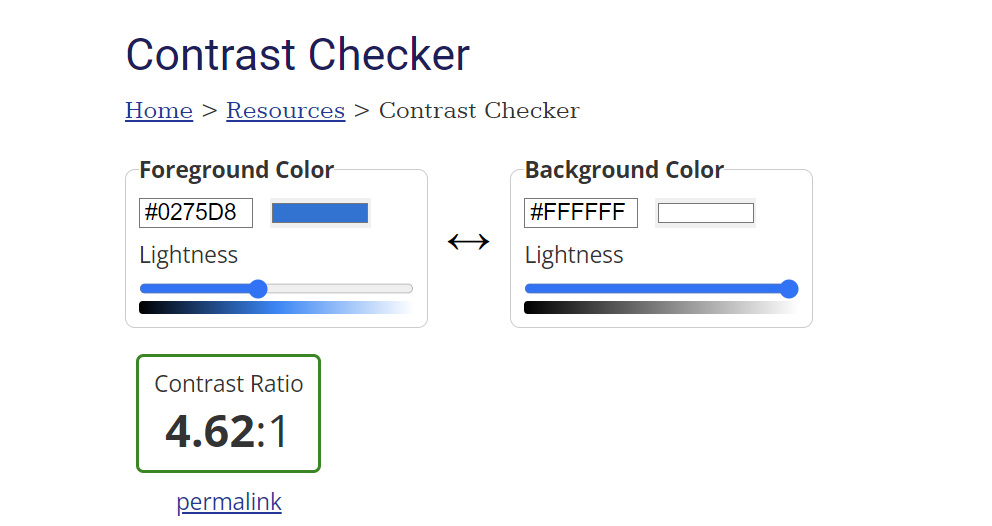 Contrast Checker
Home > Resources > Contrast Checker
Foreground Color
#0275D8
Lightness
↔
Background Color
#FFFFFF
Lightness
Contrast Ratio
4.62:1
permalink